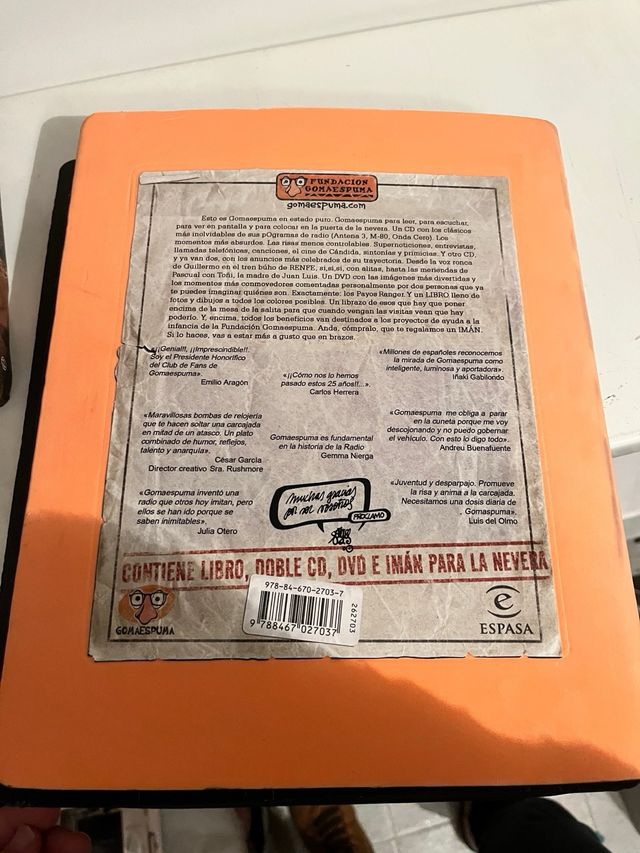 FUNDACION
GOMAESPUMA
gomaespuma.com
Esto es Gomaespuma en estado puro. Gomaespuma para leer, para escuchar,
para ver en pantalla y para colocar en la puerta de la nevera. Un CD con los clásicos
más inolvidables de sus pOgramas de radio (Antena 3, M-80, Onda Cero). Los
momentos más absurdos. Las risas menos controlables. Supernoticiones, entrevistas,
llamadas telefónicas, canciones, el cine de Cándida, sintonías y primicias. Y otro CD,
y ya van dos, con los anuncios más celebrados de su trayectoria. Desde la voz ronca
de Guillermo en el tren búho de RENFE, sí,sí,sí, con alitas, hasta las meriendas de
Pascual con Toñi, la madre de Juan Luis. Un DVD con las imágenes más divertidas y
los momentos más conmovedores comentadas personalmente por dos personas que ya
te puedes imaginar quiénes son. Exactamente: los Payos Ranger. Y un LIBRO lleno de
fotos y dibujos a todos los colores posibles. Un librazo de esos que hay que poner
encima de la mesa de la salita para que cuando vengan las visitas vean que hay
poderío. Y, encima, todos los beneficios van destinados a los proyectos de ayuda a la
infancia de la Fundación Gomaespuma. Anda, cómpralo, que te regalamos un IMÁN.
Si lo haces, vas a estar más a gusto que en brazos.
«¡¡Genial!!, ¡¡Imprescindible!!.
Soy el Presidente Honorífico
del Club de Fans de
Gomaespuma».
Emilio Aragón
«¡¡Cómo nos lo hemos
pasado estos 25 años!!...».
Carlos Herrera
«Millones de españoles reconocemos
la mirada de Gomaespuma como
inteligente, luminosa y aportadora».
Iñaki Gabilondo
«Maravillosas bombas de relojería
que te hacen soltar una carcajada
en mitad de un atasco. Un plato
combinado de humor, reflejos,
talento y anarquía».
César García
Director creativo Sra. Rushmore
Gomaespuma es fundamental
en la historia de la Radio
Gemma Nierga
«Gomaespuma me obliga a parar
en la cuneta porque me voy
descojonando y no puedo gobernar
el vehículo. Con esto lo digo todo».
Andreu Buenafuente
«Gomaespuma inventó una
radio que otros hoy imitan, pero
ellos se han ido porque se
saben inimitables».
Julia Otero
muchas gracias
por ser vosotros
PROCLAMO
«Juventud y desparpajo. Promueve
la risa y anima a la carcajada.
Necesitamos una dosis diaria de
Gomaespuma».
Luis del Olmo
CONTIENE LIBRO, DOBLE CD, DVD E IMÁN PARA LA NEVERA
GOMAESPUMA
978-84-670-2703-7
9 788467 027037
262703
e
ESPASA